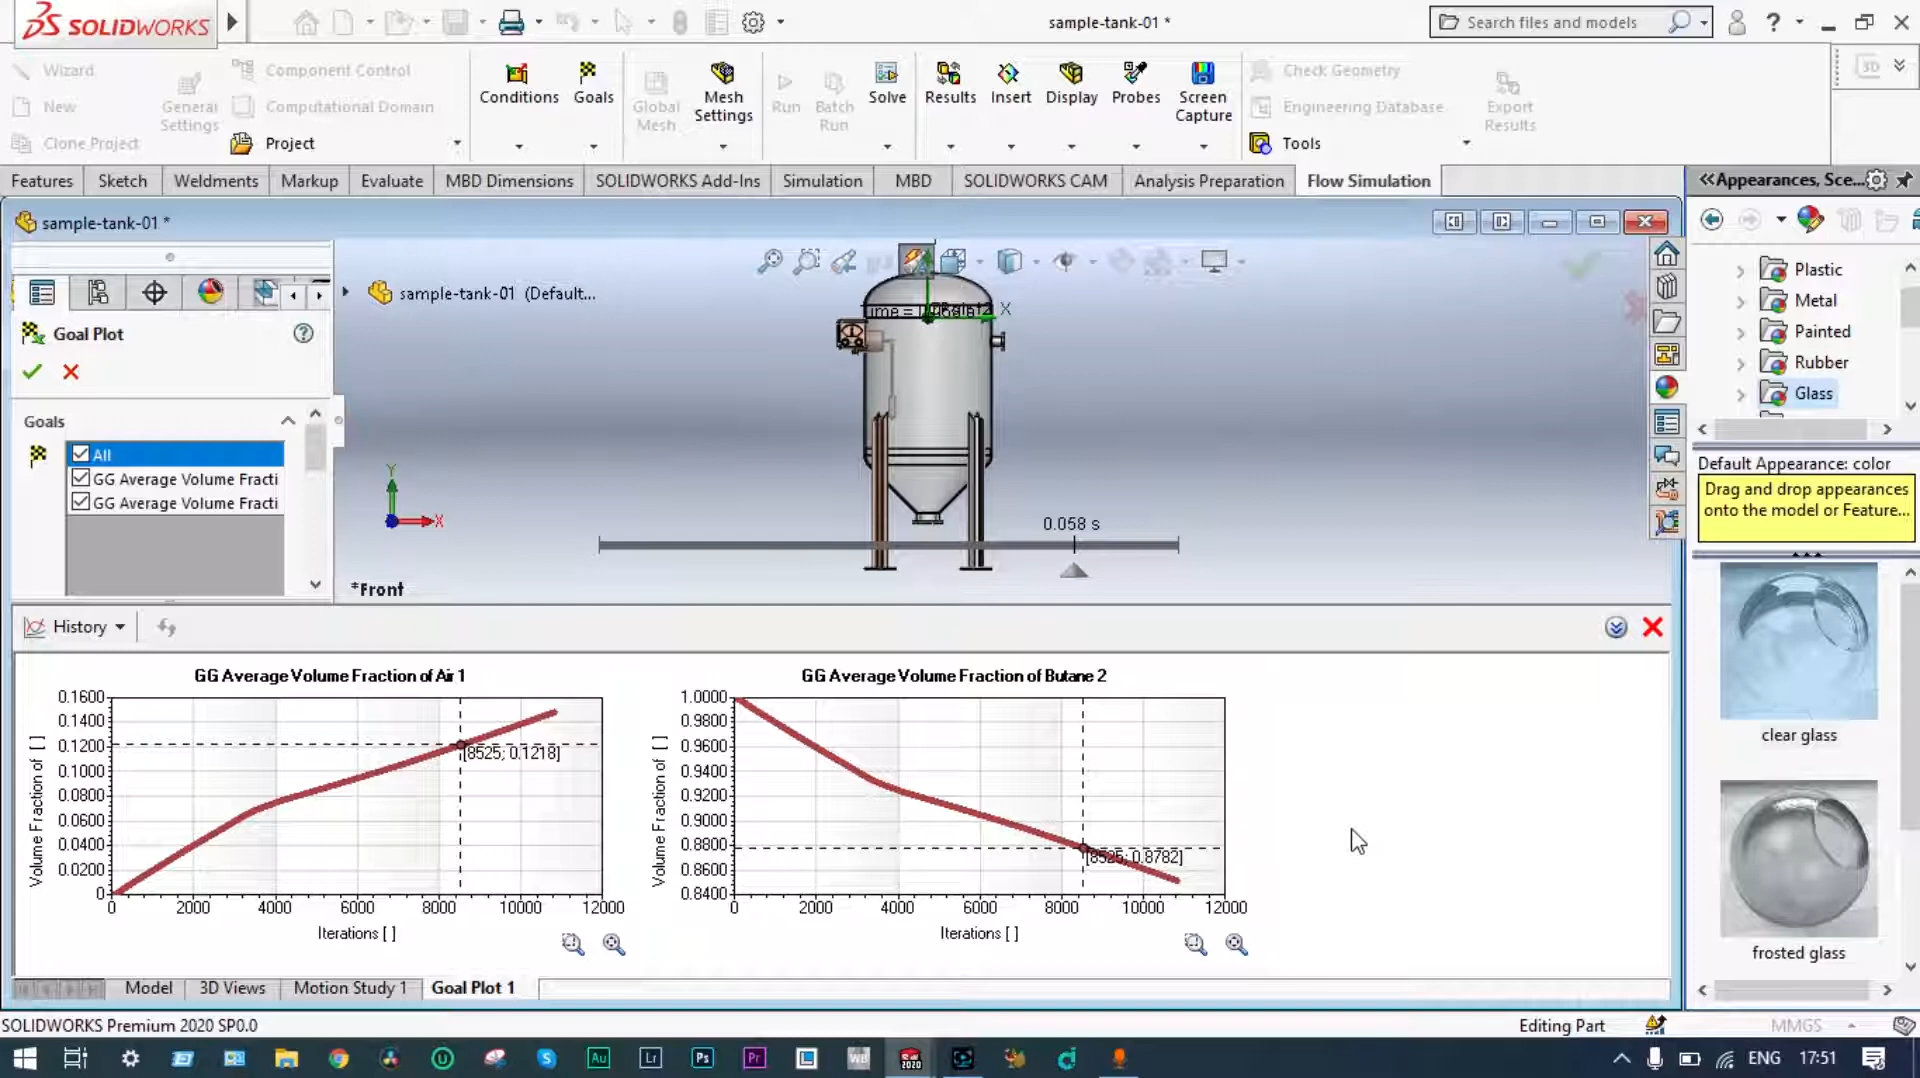 SOLIDWORKS
sample-tank-01 *
Search files and models
?
Wizard
New
Clone Project
General Settings
Component Control
Computational Domain
Project
Conditions
Goals
Global Mesh
Mesh Settings
Run
Batch Run
Solve
Results
Insert
Display
Probes
Screen Capture
Check Geometry
Engineering Database
Tools
Export Results
3D
Features
Sketch
Weldments
Markup
Evaluate
MBD Dimensions
SOLIDWORKS Add-Ins
Simulation
MBD
SOLIDWORKS CAM
Analysis Preparation
Flow Simulation
Appearances, Sce...
sample-tank-01 *
sample-tank-01 (Default...
Goal Plot
?
Goals
All
GG Average Volume Fracti
GG Average Volume Fracti
X
Y
X
0.058 s
*Front
Plastic
Metal
Painted
Rubber
Glass
Default Appearance: color
Drag and drop appearances
onto the model or Feature...
clear glass
frosted glass
History
GG Average Volume Fraction of Air 1
Volume Fraction of [ ]
0.1600
0.1400
0.1200
0.1000
0.0800
0.0600
0.0400
0.0200
0
[8525; 0.1218]
0 2000 4000 6000 8000 10000 12000
Iterations [ ]
GG Average Volume Fraction of Butane 2
Volume Fraction of [ ]
1.0000
0.9800
0.9600
0.9400
0.9200
0.9000
0.8800
0.8600
0.8400
[8525; 0.8782]
0 2000 4000 6000 8000 10000 12000
Iterations [ ]
Model
3D Views
Motion Study 1
Goal Plot 1
SOLIDWORKS Premium 2020 SP0.0
Editing Part
MMGS
Au
Lr
Ps
Pr
WB
2020
ENG
17:51